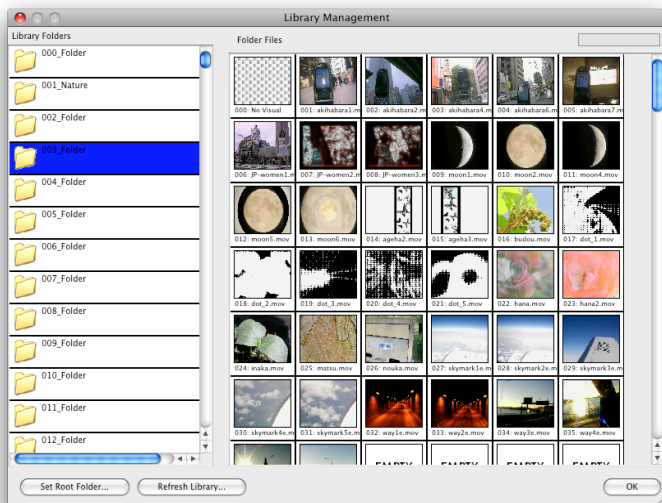 Library Management
Library Folders
Folder Files
000_Folder
001_Nature
002_Folder
003_Folder
004_Folder
005_Folder
006_Folder
007_Folder
008_Folder
009_Folder
010_Folder
011_Folder
012_Folder
000: No Visual
001: akihabara1.m
002: akihabara2.m
003: akihabara4.m
004: akihabara6.m
005: akihabara7.m
006: JP-women1.m
007: JP-women2.m
008: JP-women3.m
009: moon1.mov
010: moon2.mov
011: moon4.mov
012: moon5.mov
013: moon6.mov
014: ageha2.mov
015: ageha3.mov
016: budou.mov
017: dot_1.mov
018: dot_2.mov
019: dot_3.mov
020: dot_4.mov
021: dot_5.mov
022: hana.mov
023: hana2.mov
024: inaka.mov
025: matsu.mov
026: nouka.mov
027: skymark1e.m
028: skymark2e.m
029: skymark3e.m
030: skymark4e.m
031: skymark5e.m
032: way1e.mov
033: way2e.mov
034: way3e.mov
035: way4e.mov
Set Root Folder...
Refresh Library...
OK